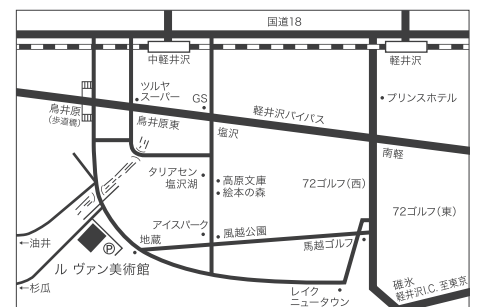 国道18
中軽井沢
軽井沢
ツルヤ
スーパー
GS
プリンスホテル
鳥井原
(歩道橋)
鳥井原東
塩沢
軽井沢バイパス
南軽
タリアセン
塩沢湖
高原文庫
絵本の森
72ゴルフ(西)
72ゴルフ(東)
アイスパーク
風越公園
馬越ゴルフ
地蔵
←油井
P
ル ヴァン美術館
←杉瓜
レイク
ニュータウン
碓氷
軽井沢I.C. 至東京